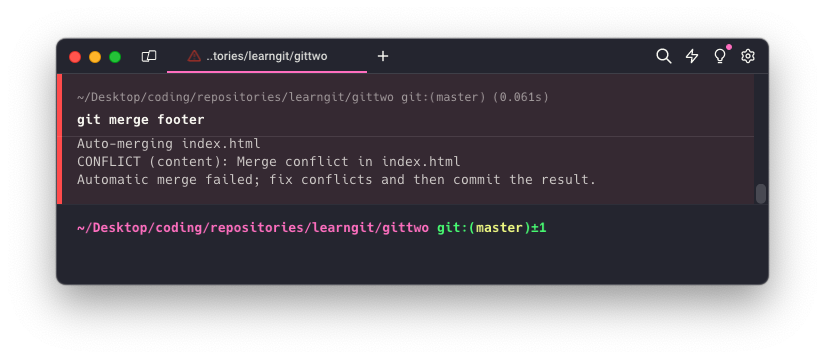 ..tories/learngit/gittwo
~/Desktop/coding/repositories/learngit/gittwo git:(master) (0.061s)
git merge footer
Auto-merging index.html
CONFLICT (content): Merge conflict in index.html
Automatic merge failed; fix conflicts and then commit the result.
~/Desktop/coding/repositories/learngit/gittwo git:(master)±1